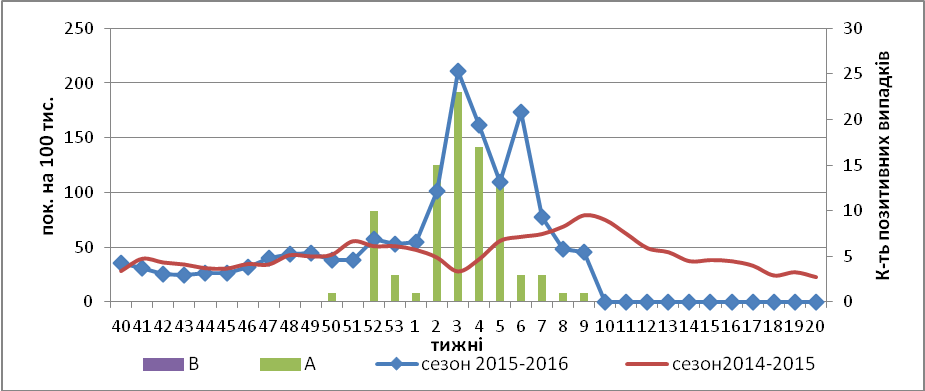 250
200
150
100
50
0
пок. на 100 тис.
30
25
20
15
10
5
0
К-ть позитивних випадків
40 41 42 43 44 45 46 47 48 49 50 51 52 53 1 2 3 4 5 6 7 8 9 10 11 12 13 14 15 16 17 18 19 20
тижні
В А сезон 2015-2016 сезон2014-2015